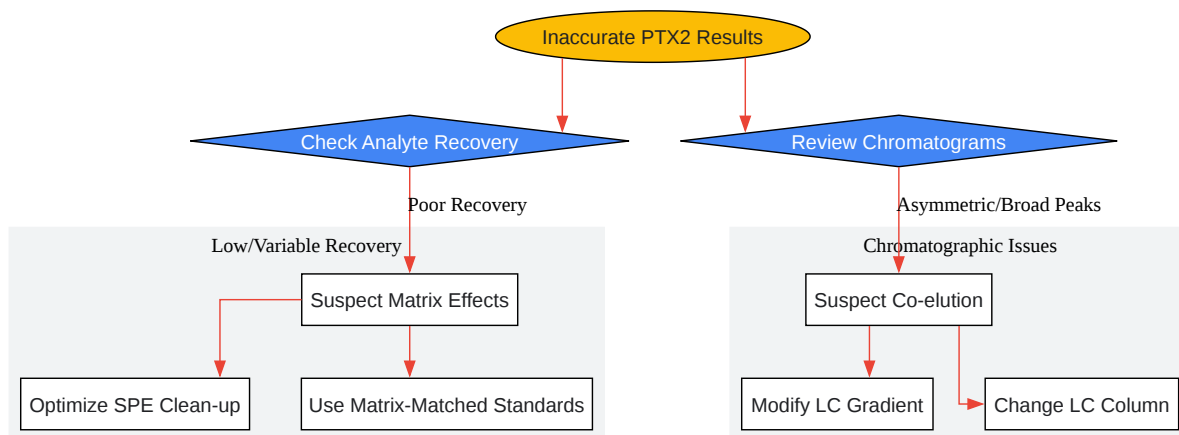 Inaccurate PTX2 Results
Check Analyte Recovery
Review Chromatograms
Poor Recovery
Asymmetric/Broad Peaks
Low/Variable Recovery
Chromatographic Issues
Suspect Matrix Effects
Suspect Co-elution
Optimize SPE Clean-up
Use Matrix-Matched Standards
Modify LC Gradient
Change LC Column